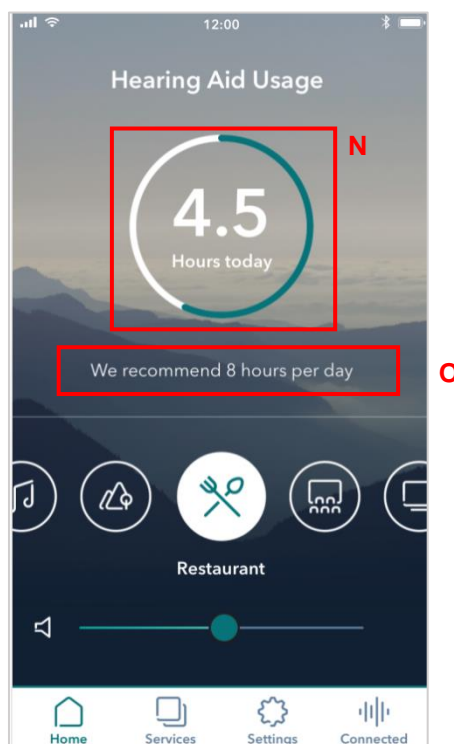 12:00
Hearing Aid Usage
N
4.5
Hours today
We recommend 8 hours per day
O
Restaurant
Home Services Settings Connected